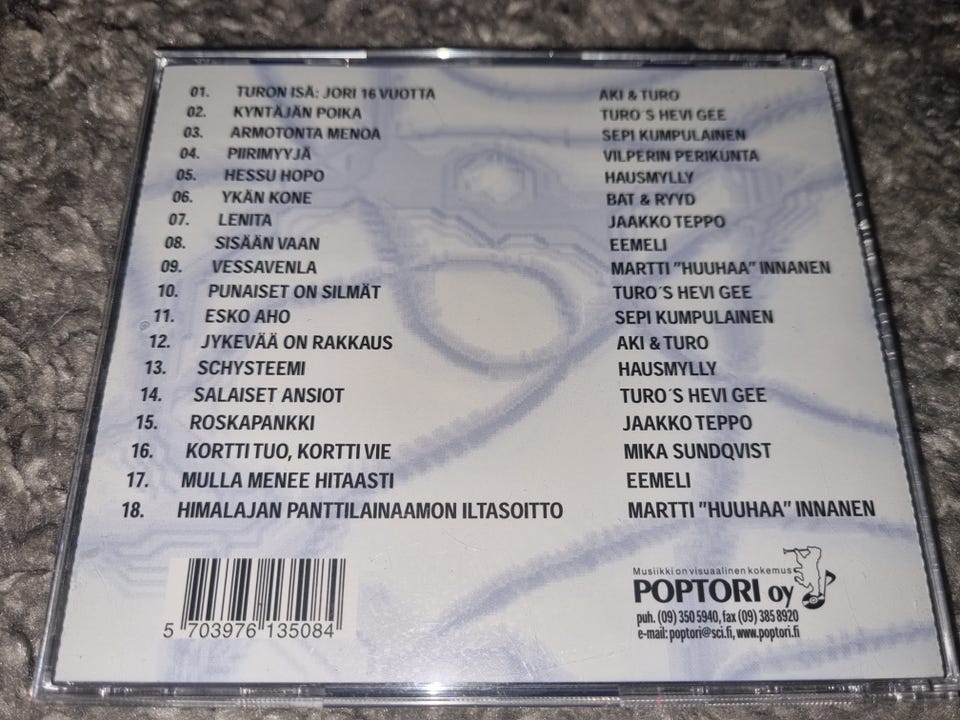 01. TURON ISÄ: JORI 16 VUOTTA AKI & TURO
02. KYNTÄJÄN POIKA TURO´S HEVI GEE
03. ARMOTONTA MENOA SEPI KUMPULAINEN
04. PIIRIMYYJÄ VILPERIN PERIKUNTA
05. HESSU HOPO HAUSMYLLY
06. YKÄN KONE BAT & RYYD
07. LENITA JAAKKO TEPPO
08. SISÄÄN VAAN EEMELI
09. VESSAVENLA MARTTI "HUUHAA" INNANEN
10. PUNAISET ON SILMÄT TURO´S HEVI GEE
11. ESKO AHO SEPI KUMPULAINEN
12. JYKEVÄÄ ON RAKKAUS AKI & TURO
13. SCHYSTEEMI HAUSMYLLY
14. SALAISET ANSIOT TURO´S HEVI GEE
15. ROSKAPANKKI JAAKKO TEPPO
16. KORTTI TUO, KORTTI VIE MIKA SUNDQVIST
17. MULLA MENEE HITAASTI EEMELI
18. HIMALAJAN PANTTILAINAAMON ILTASOITTO MARTTI "HUUHAA" INNANEN
Musiikki on visuaalinen kokemus
POPTORI oy
puh. (09) 350 5940, fax (09) 385 8920
e-mail: poptori@sci.fi, www.poptori.fi
5 703976 135084